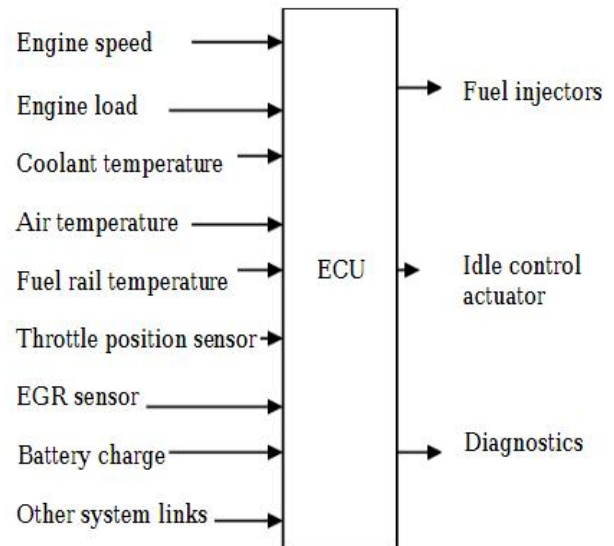 Engine speed
Engine load
Coolant temperature
Air temperature
Fuel rail temperature
Throttle position sensor
EGR sensor
Battery charge
Other system links
ECU
Fuel injectors
Idle control
actuator
Diagnostics